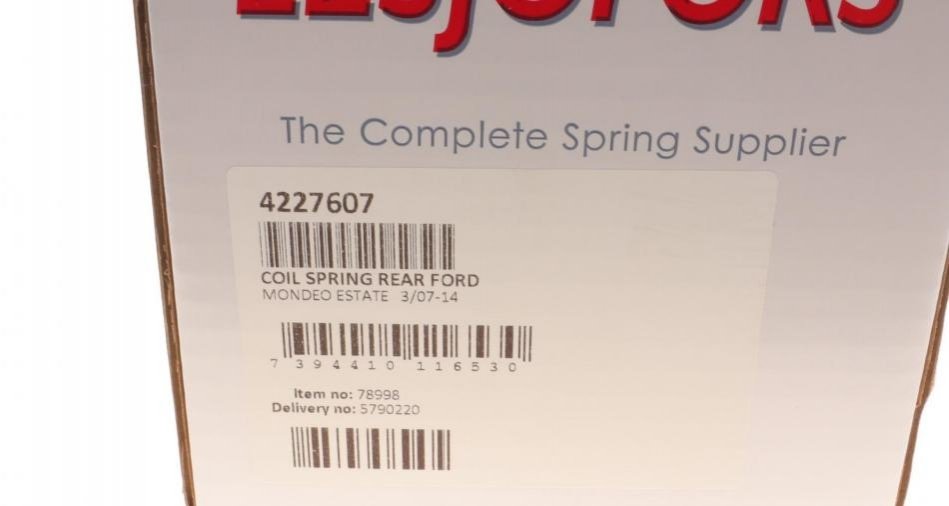 LESJÖFORS
The Complete Spring Supplier
4227607
COIL SPRING REAR FORD
MONDEO ESTATE 3/07-14
7 394410 116530
Item no: 78998
Delivery no: 5790220